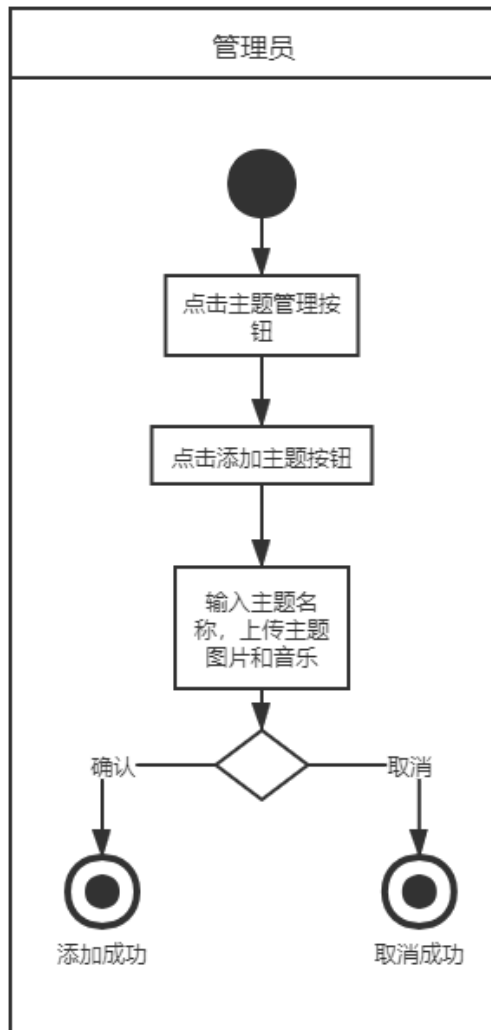 管理员
点击主题管理按
钮
点击添加主题按钮
输入主题名
称，上传主题
图片和音乐
确认
取消
添加成功
取消成功